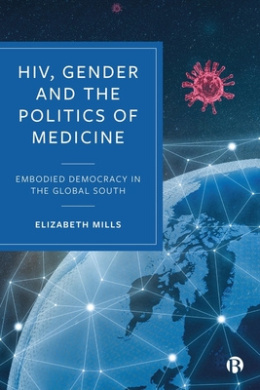 HIV, GENDER
AND THE
POLITICS OF
MEDICINE
EMBODIED DEMOCRACY IN
THE GLOBAL SOUTH
ELIZABETH MILLS
B